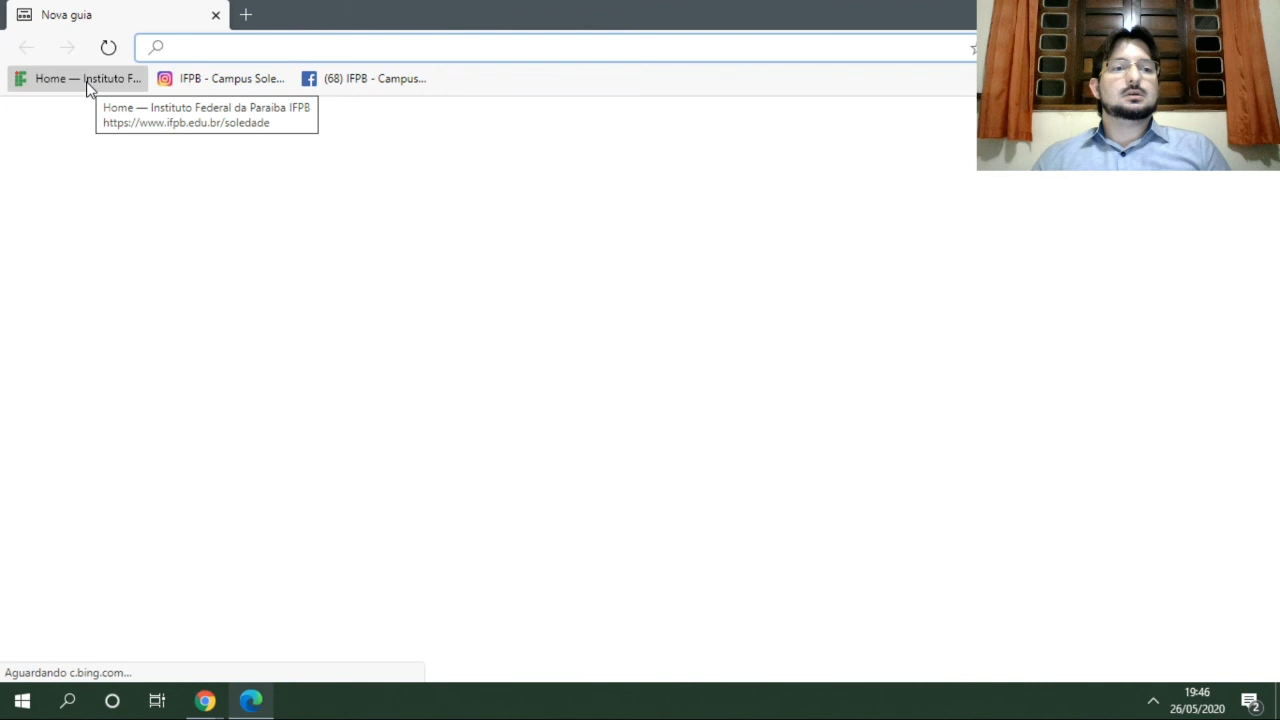 Nova guia
Home — Instituto F...
IFPB - Campus Sole...
(68) IFPB - Campus...
Home — Instituto Federal da Paraiba IFPB
https://www.ifpb.edu.br/soledade
Aguardando c.bing.com...
19:46
26/05/2020
2